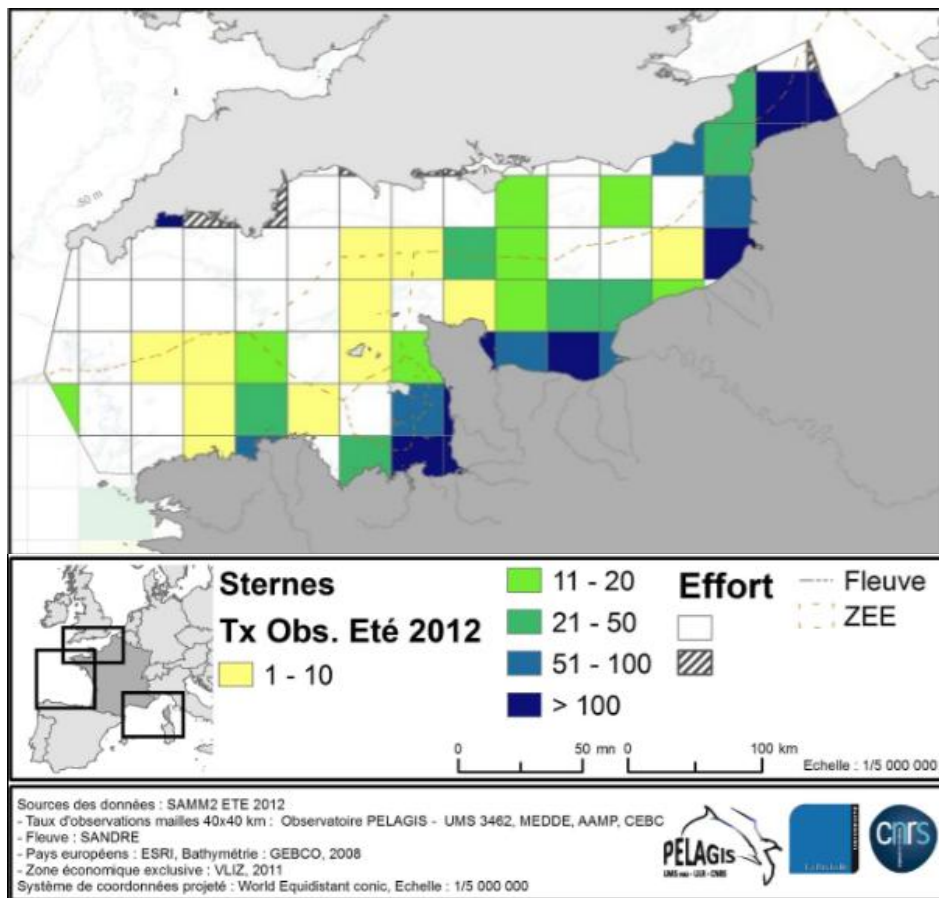 50 m
Sternes
Tx Obs. Eté 2012
1 - 10
11 - 20
21 - 50
51 - 100
> 100
Effort
Fleuve
ZEE
0 50 mn 0 100 km
Echelle : 1/5 000 000
Sources des données : SAMM2 ETE 2012
- Taux d'observations mailles 40x40 km : Observatoire PELAGIS - UMS 3462, MEDDE, AAMP, CEBC
- Fleuve : SANDRE
- Pays européens : ESRI, Bathymétrie : GEBCO, 2008
- Zone économique exclusive : VLIZ, 2011
Système de coordonnées projeté : World Equidistant conic, Echelle : 1/5 000 000
PELAGIS
cnrs